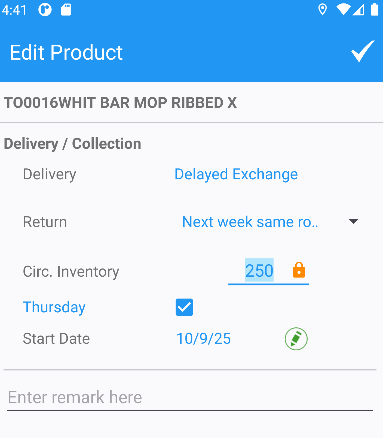 4:41
Edit Product
TO0016WHIT BAR MOP RIBBED X
Delivery / Collection
Delivery Delayed Exchange
Return Next week same ro..
Circ. Inventory 250
Thursday
Start Date 10/9/25
Enter remark here